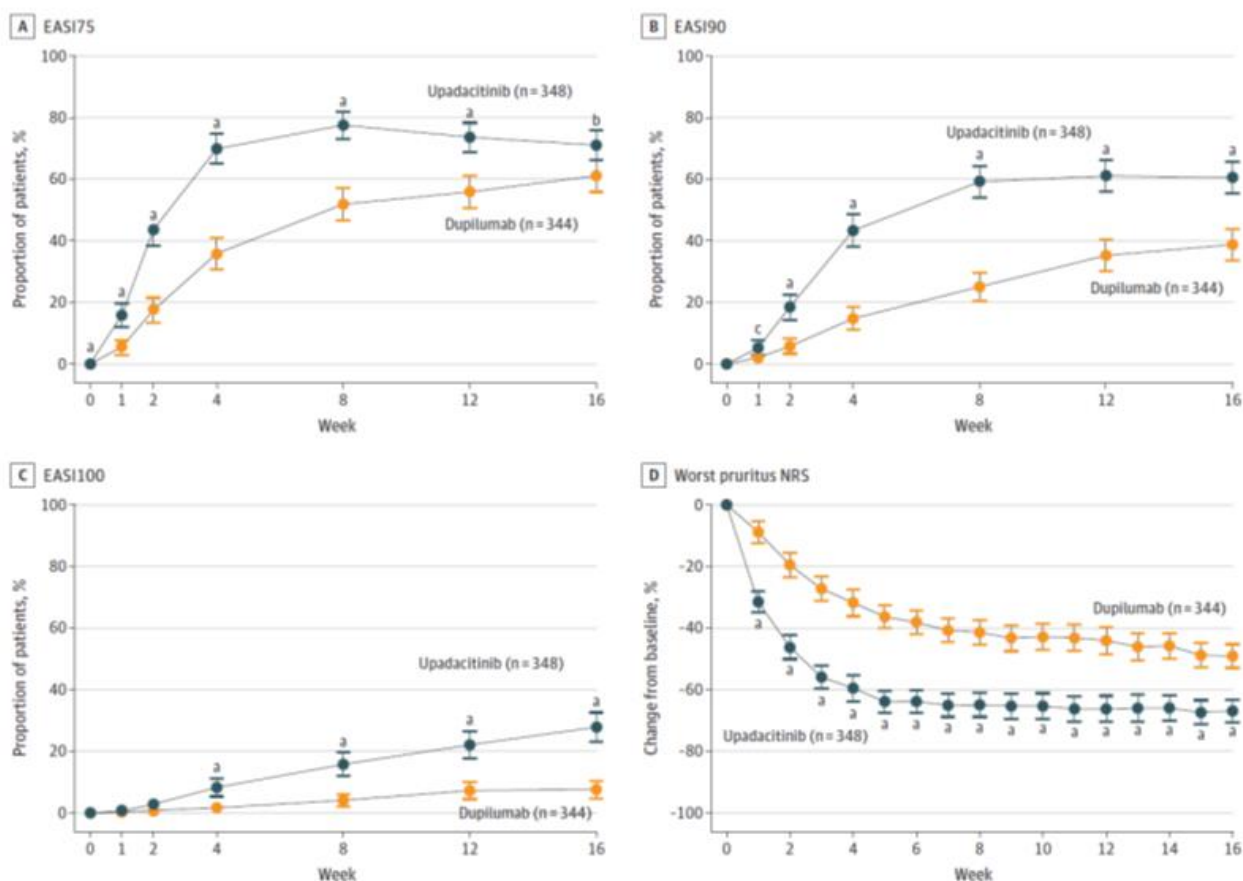 A EASI75
100
80
60
40
20
0
Proportion of patients, %
Upadacitinib (n = 348)
Dupilumab (n = 344)
a
a
a
a
a
a
b
0 1 2 4 8 12 16
Week
B EASI90
100
80
60
40
20
0
Proportion of patients, %
Upadacitinib (n = 348)
Dupilumab (n = 344)
c
a
a
a
a
a
0 1 2 4 8 12 16
Week
C EASI100
100
80
60
40
20
0
Proportion of patients, %
Upadacitinib (n = 348)
Dupilumab (n = 344)
a
a
a
a
0 1 2 4 8 12 16
Week
D Worst pruritus NRS
0
-20
-40
-60
-80
-100
Change from baseline, %
Dupilumab (n = 344)
Upadacitinib (n = 348)
a
a
a
a
a a a a a a a a a a a a
0 2 4 6 8 10 12 14 16
Week